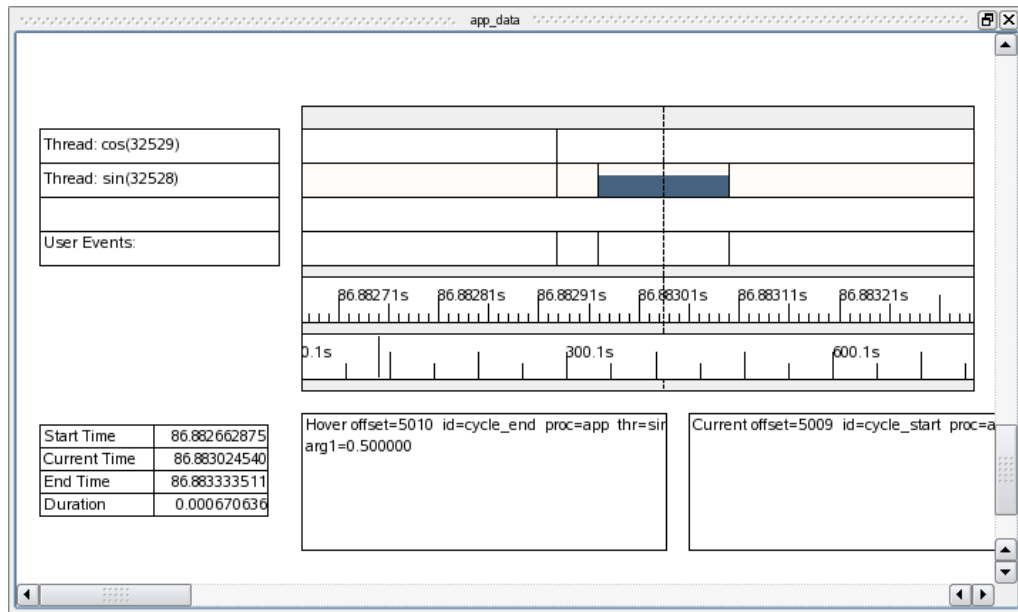 app_data
Thread: cos(32529)
Thread: sin(32528)
User Events:
86.88271s 86.88281s 86.88291s 86.88301s 86.88311s 86.88321s
0.1s 300.1s 600.1s
Start Time 86.882662875
Current Time 86.883024540
End Time 86.883333511
Duration 0.000670636
Hover offset=5010 id=cycle_end proc=app thr=sin
arg1=0.500000
Current offset=5009 id=cycle_start proc=a